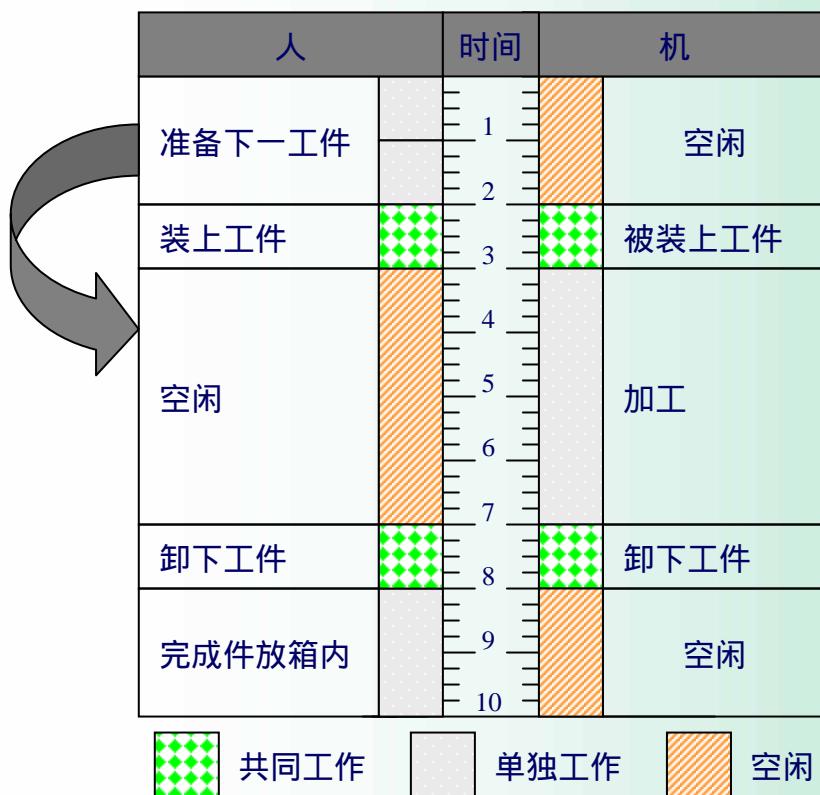 人 时间 机
1
准备下一工件 空闲
2
装上工件 被装上工件
3
4
5
空闲 加工
6
7
卸下工件 卸下工件
8
9
完成件放箱内 空闲
10
共同工作 单独工作 空闲